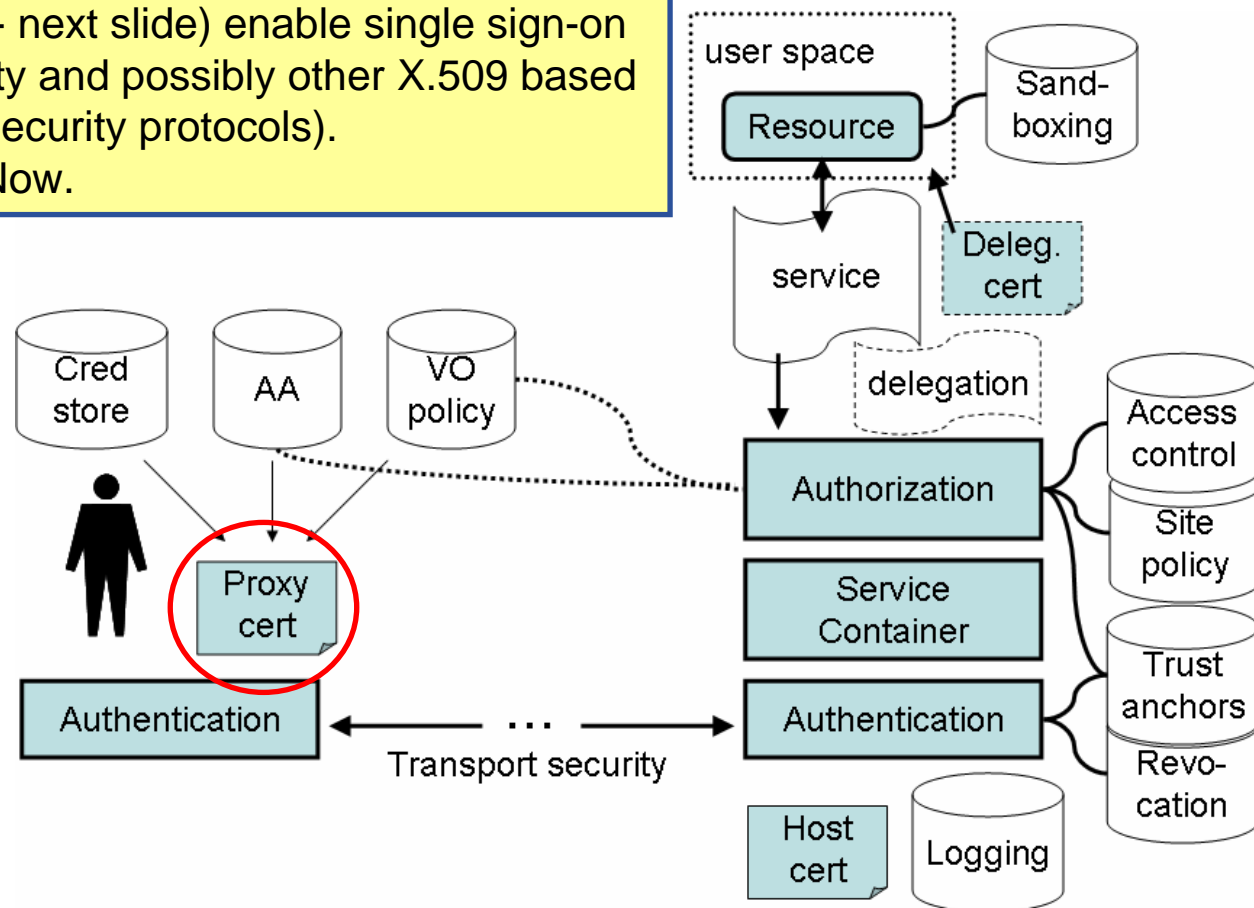 - next slide) enable single sign-on
ty and possibly other X.509 based
ecurity protocols).
Now.
user space
Resource
Sand-
boxing
service
Deleg.
cert
Cred
store
AA
VO
policy
delegation
Access
control
Authorization
Site
policy
Proxy
cert
Service
Container
Trust
anchors
Authentication
...
Authentication
Transport security
Revo-
cation
Host
cert
Logging